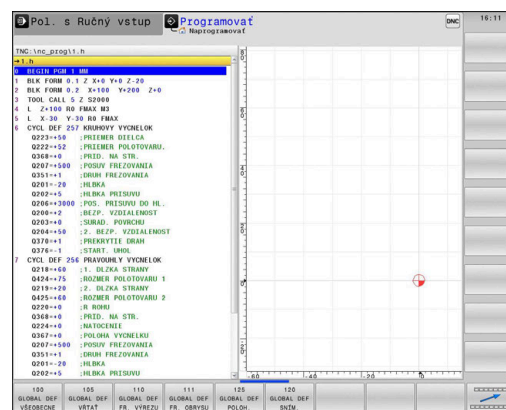 Pol. s Ručný vstup
Programovať
Naprogramovať
DNC
16:11
TNC:\nc_prog\1.h
→1.h
0 BEGIN PGM 1 MM
1 BLK FORM 0.1 Z X+0 Y+0 Z-20
2 BLK FORM 0.2 X+100 Y+200 Z+0
3 TOOL CALL 5 Z S2000
4 L Z+100 R0 FMAX M3
5 L X-30 Y-30 R0 FMAX
6 CYCL DEF 257 KRUHOVY VYCNELOK
Q223=+50 ;PRIEMER DIELCA
Q222=+52 ;PRIEMER POLOTOVARU.
Q368=+0 ;PRID. NA STR.
Q207=+500 ;POSUV FREZOVANIA
Q351=+1 ;DRUH FREZOVANIA
Q201=-20 ;HLBKA
Q202=+5 ;HLBKA PRISUVU
Q206=+3000 ;POS. PRISUVU DO HL.
Q200=+2 ;BEZP. VZDIALENOST
Q203=+0 ;SURAD. POVRCHU
Q204=+50 ;2. BEZP. VZDIALENOST
Q370=+1 ;PREKRYTIE DRAH
Q376=-1 ;START. UHOL
7 CYCL DEF 256 PRAVOUHLY VYCNELOK
Q218=+60 ;1. DLZKA STRANY
Q424=+75 ;ROZMER POLOTOVARU 1
Q219=+20 ;2. DLZKA STRANY
Q425=+60 ;ROZMER POLOTOVARU 2
Q220=+0 ;R ROHU
Q368=+0 ;PRID. NA STR.
Q224=+0 ;NATOCENIE
Q367=+0 ;POLOHA VYCNELKU
Q207=+500 ;POSUV FREZOVANIA
Q351=+1 ;DRUH FREZOVANIA
Q201=-20 ;HLBKA
Q202=+5 ;HLBKA PRISUVU
-60 -40 -20 0
100 GLOBAL DEF VŠEOBECNE
105 GLOBAL DEF VŔTAŤ
110 GLOBAL DEF FR. VÝREZU
111 GLOBAL DEF FR. OBRYSU
125 GLOBAL DEF POLOH.
120 GLOBAL DEF SNÍM.